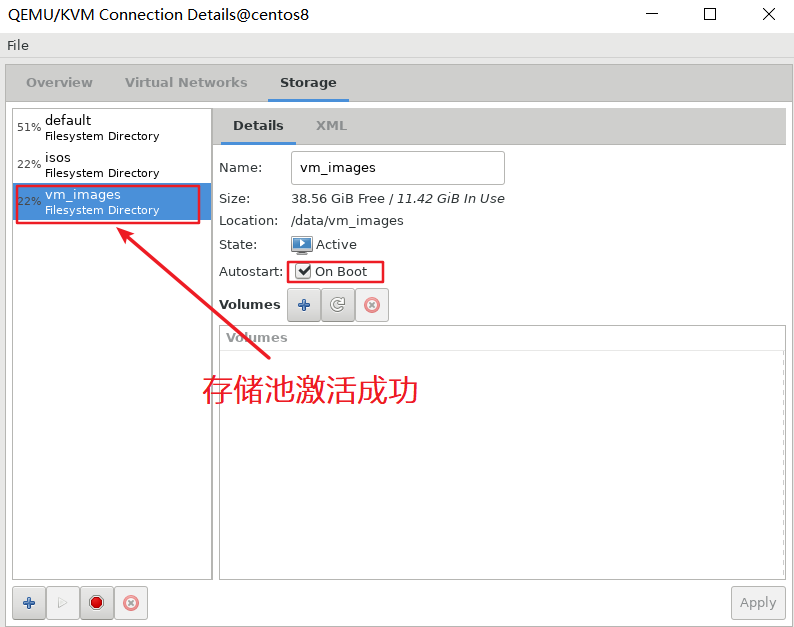 QEMU/KVM Connection Details@centos8
File
Overview Virtual Networks Storage
51% default
Filesystem Directory
22% isos
Filesystem Directory
22% vm_images
Filesystem Directory
Details XML
Name: vm_images
Size: 38.56 GiB Free / 11.42 GiB In Use
Location: /data/vm_images
State: Active
Autostart: On Boot
Volumes
Volumes
存储池激活成功
Apply